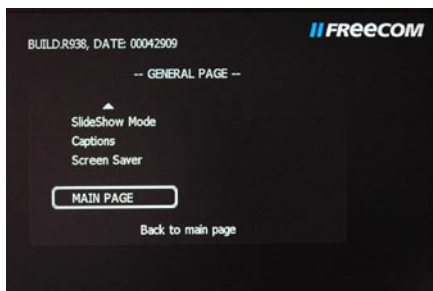 FREECOM
BUILD.R938, DATE: 00042909
-- GENERAL PAGE --
SlideShow Mode
Captions
Screen Saver
MAIN PAGE
Back to main page